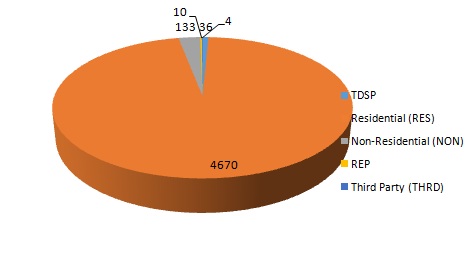 10
133 36 4
4670
TDSP
Residential (RES)
Non-Residential (NON)
REP
Third Party (THRD)